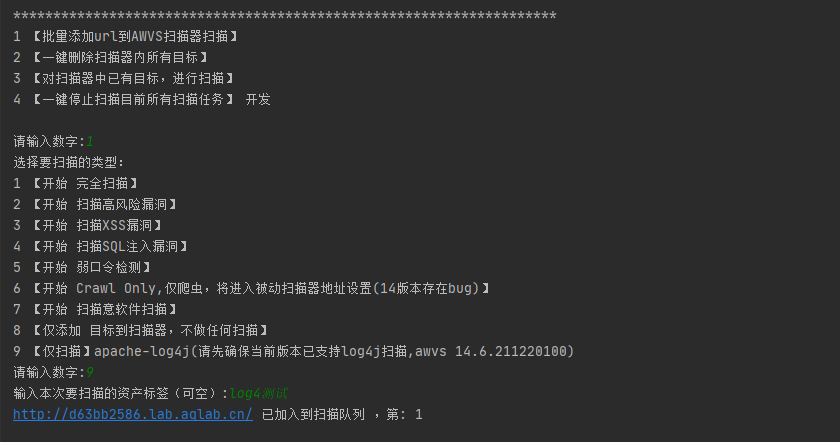 ********************************************************************
1 【批量添加url到AWVS扫描器扫描】
2 【一键删除扫描器内所有目标】
3 【对扫描器中已有目标，进行扫描】
4 【一键停止扫描目前所有扫描任务】 开发
请输入数字:1
选择要扫描的类型:
1 【开始 完全扫描】
2 【开始 扫描高风险漏洞】
3 【开始 扫描XSS漏洞】
4 【开始 扫描SQL注入漏洞】
5 【开始 弱口令检测】
6 【开始 Crawl Only,仅爬虫，将进入被动扫描器地址设置(14版本存在bug)】
7 【开始 扫描意软件扫描】
8 【仅添加 目标到扫描器，不做任何扫描】
9 【仅扫描】apache-log4j(请先确保当前版本已支持log4j扫描,awvs 14.6.211220100)
请输入数字:9
输入本次要扫描的资产标签（可空）:log4测试
http://d63bb2586.lab.aqlab.cn/ 已加入到扫描队列 ，第: 1